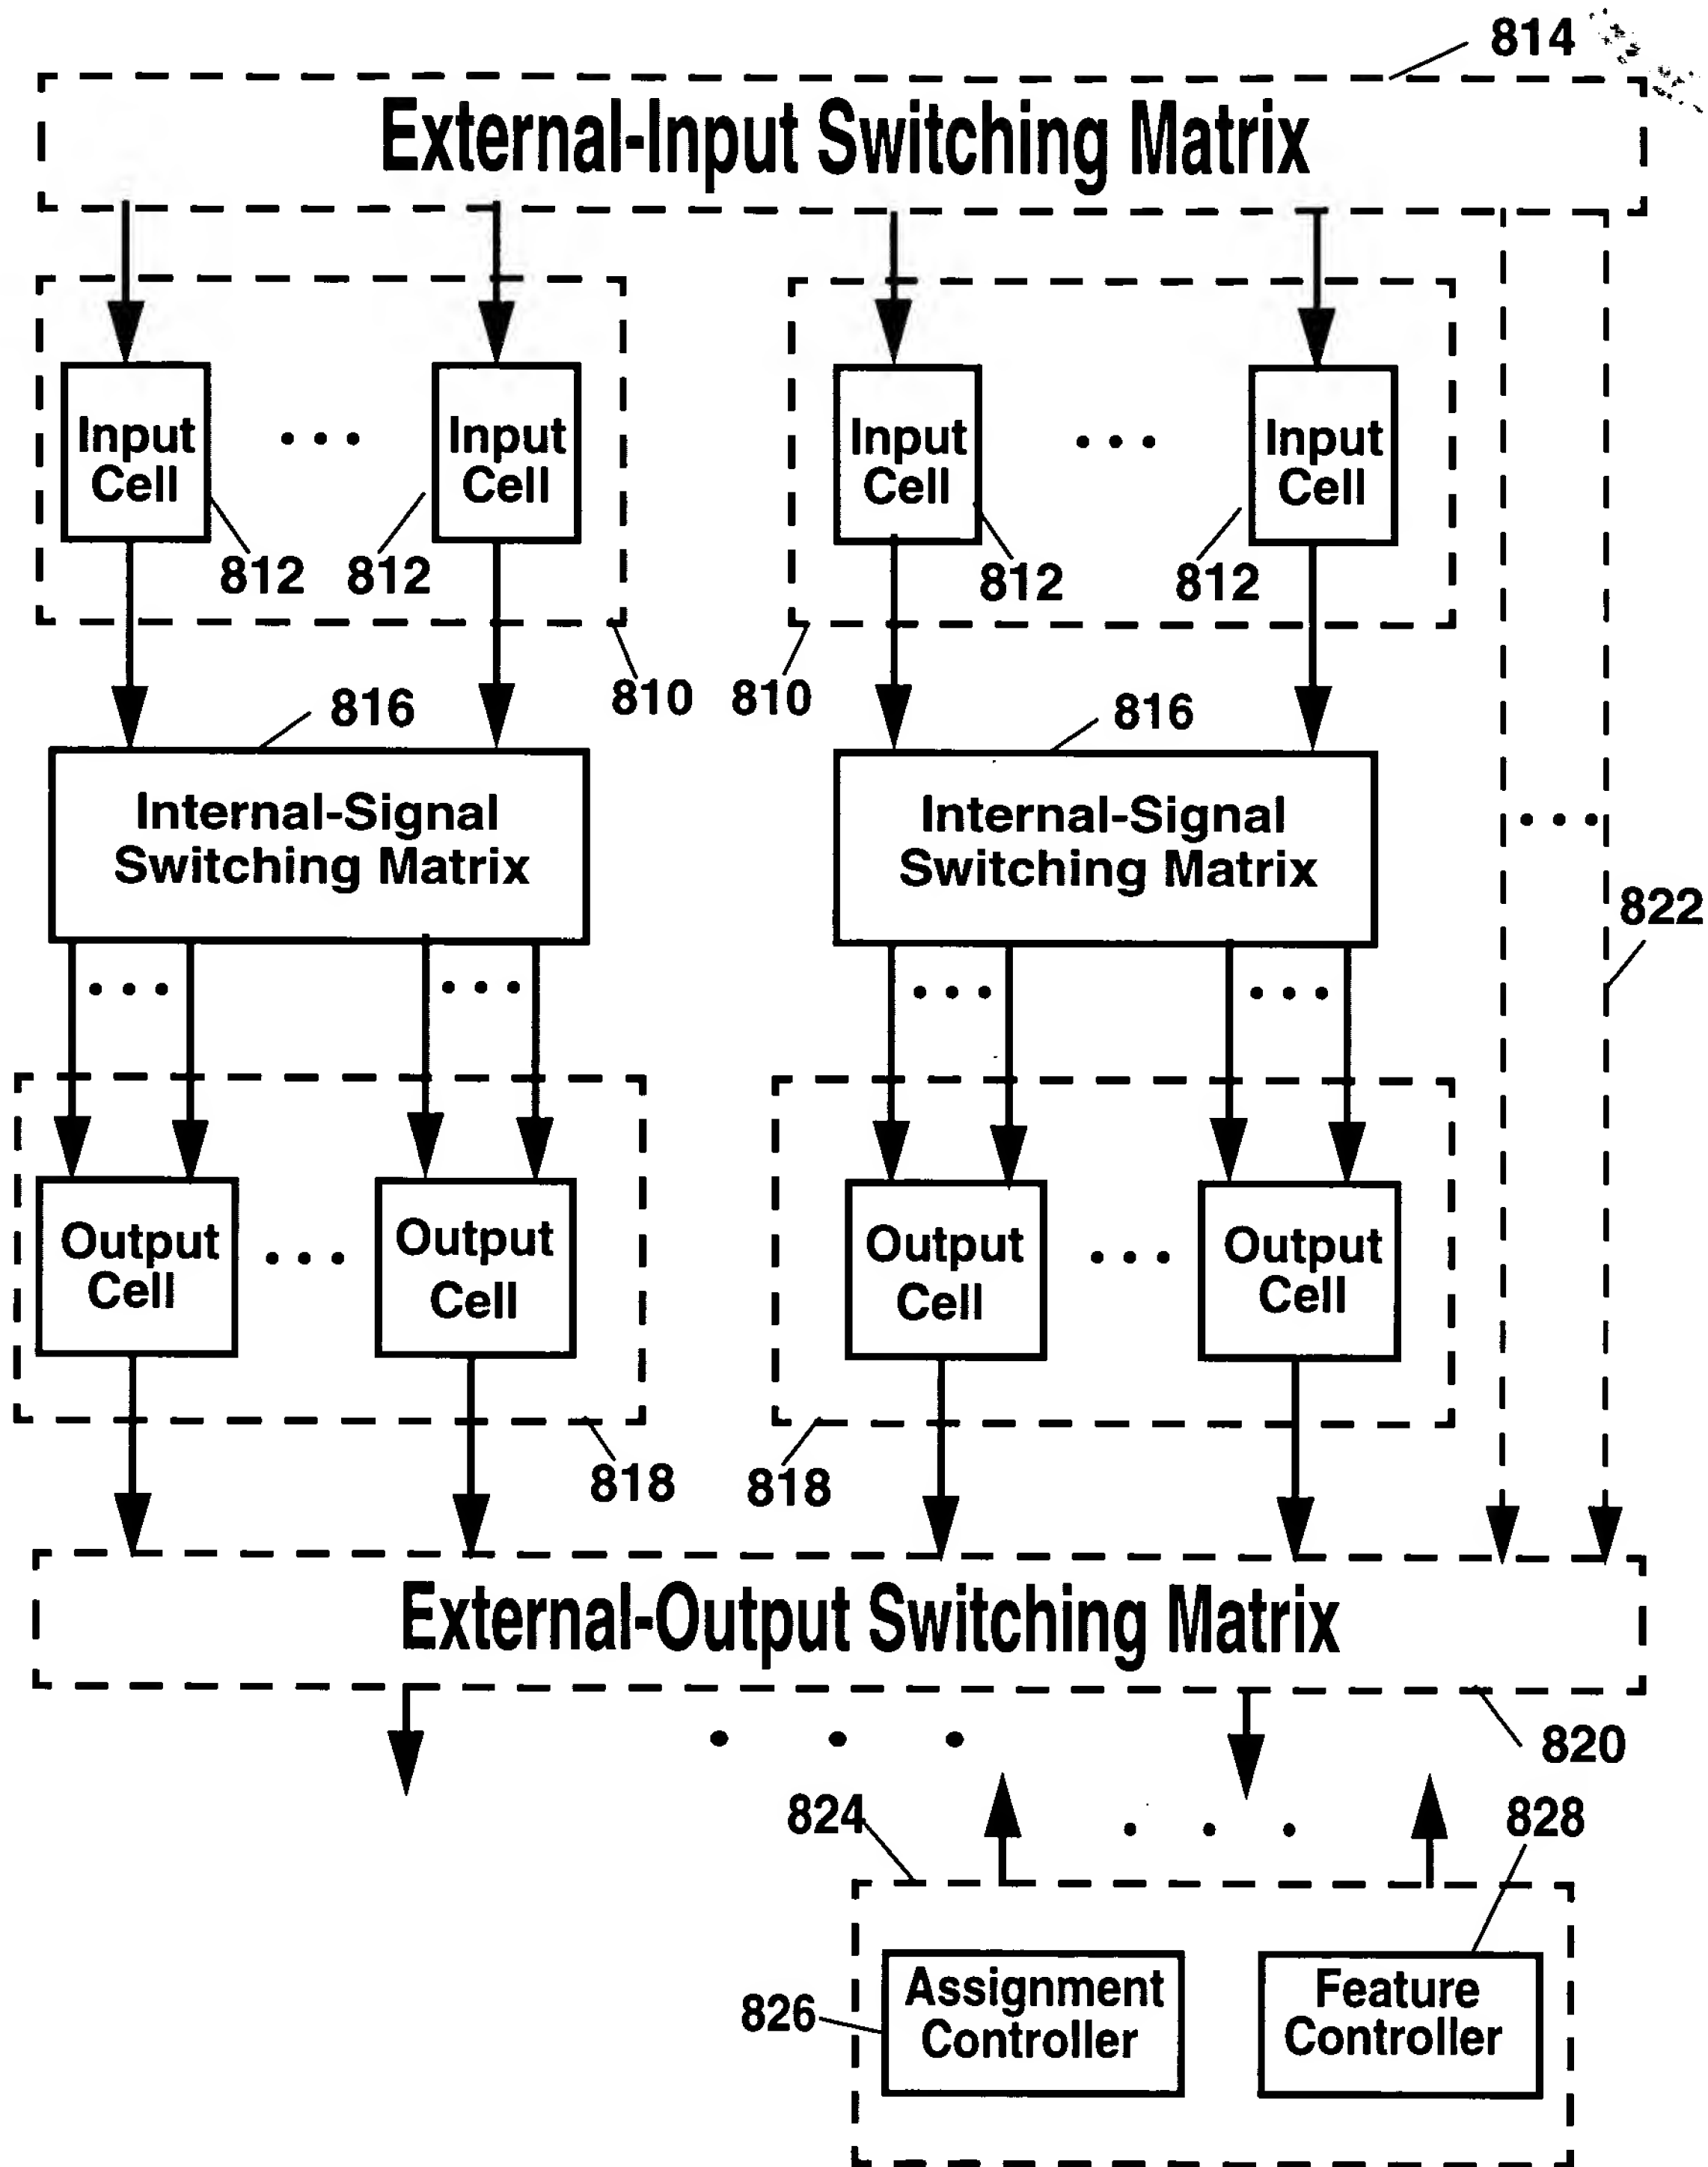 814
External-Input Switching Matrix
Input Cell
Input Cell
Input Cell
Input Cell
812
812
812
812
810
810
816
816
Internal-Signal
Switching Matrix
Internal-Signal
Switching Matrix
822
Output
Cell
Output
Cell
Output
Cell
Output
Cell
818
818
External-Output Switching Matrix
820
824
828
826
Assignment
Controller
Feature
Controller